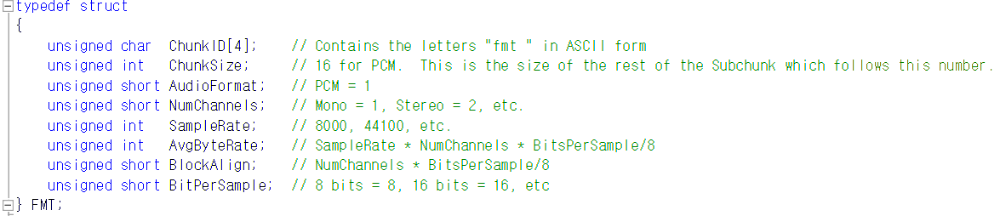 typedef struct
{
unsigned char ChunkID[4]; // Contains the letters "fmt " in ASCII form
unsigned int ChunkSize; // 16 for PCM. This is the size of the rest of the Subchunk which follows this number.
unsigned short AudioFormat; // PCM = 1
unsigned short NumChannels; // Mono = 1, Stereo = 2, etc.
unsigned int SampleRate; // 8000, 44100, etc.
unsigned int AvgByteRate; // SampleRate * NumChannels * BitsPerSample/8
unsigned short BlockAlign; // NumChannels * BitsPerSample/8
unsigned short BitPerSample; // 8 bits = 8, 16 bits = 16, etc
} FMT;